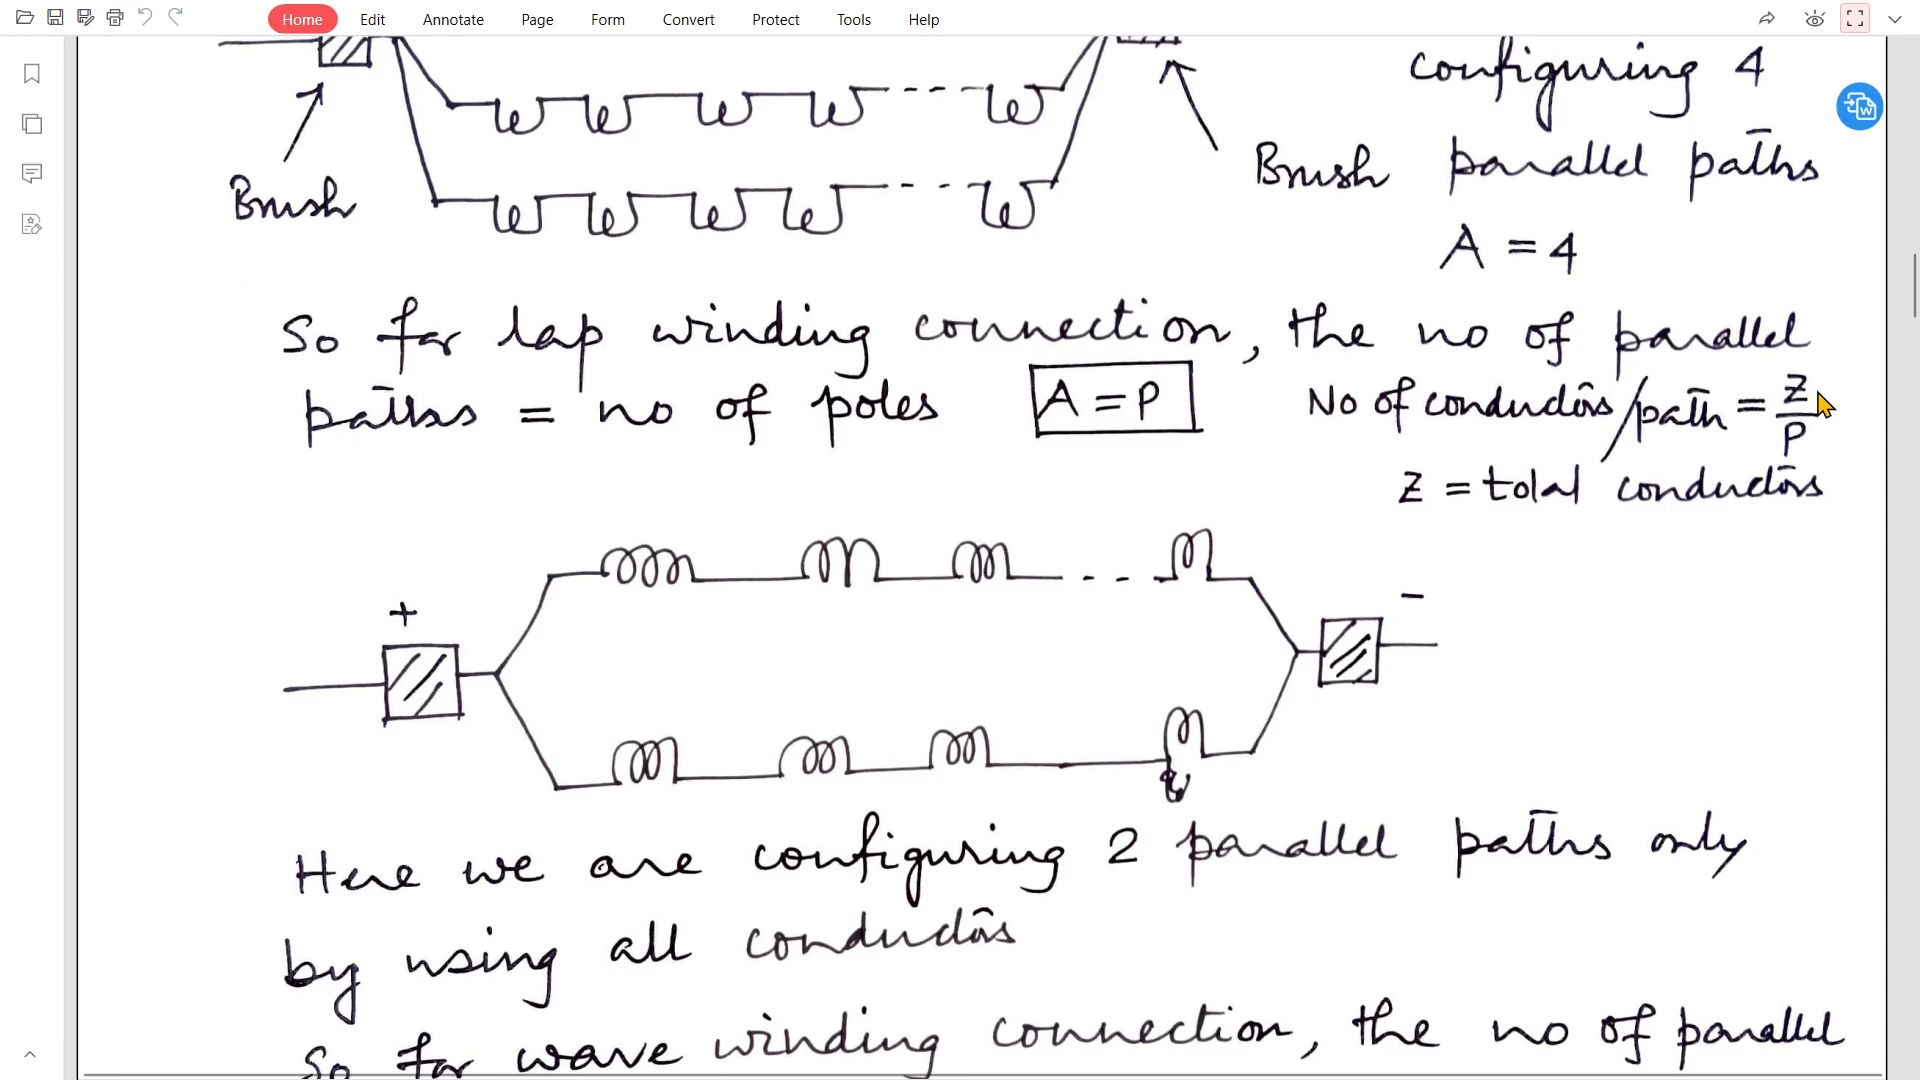 Home Edit Annotate Page Form Convert Protect Tools Help
configuring 4
Brush parallel paths
Brush
A = 4
So for lap winding connection, the no of parallel
paths = no of poles A = P No of conductors/path = Z/P
Z = total conductors
+ -
Here we are configuring 2 parallel paths only
by using all conductors
So for wave winding connection, the no of parallel